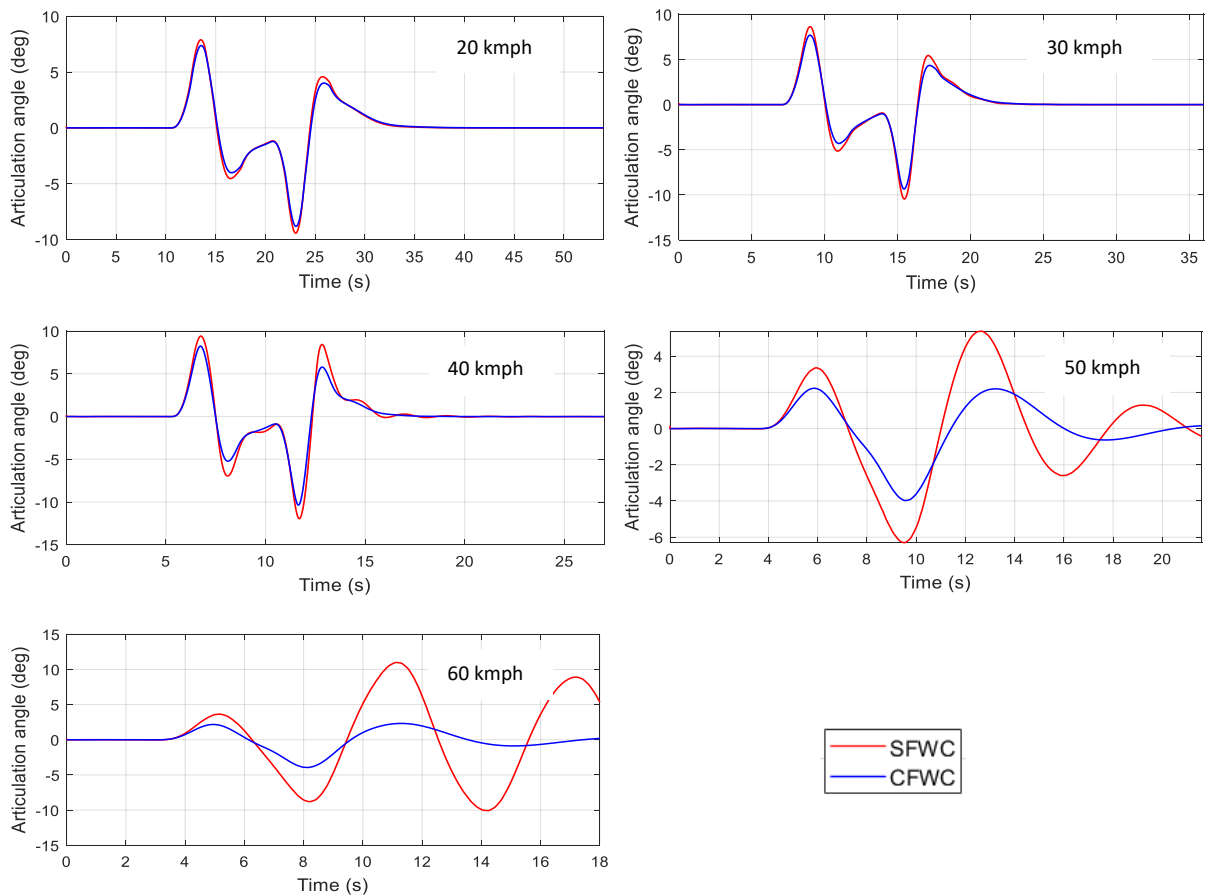 Articulation angle (deg)
10
5
0
-5
-10
20 kmph
0 5 10 15 20 25 30 35 40 45 50
Time (s)
Articulation angle (deg)
10
5
0
-5
-10
-15
30 kmph
0 5 10 15 20 25 30 35
Time (s)
Articulation angle (deg)
10
5
0
-5
-10
-15
40 kmph
0 5 10 15 20 25
Time (s)
Articulation angle (deg)
4
2
0
-2
-4
-6
50 kmph
0 2 4 6 8 10 12 14 16 18 20
Time (s)
Articulation angle (deg)
15
10
5
0
-5
-10
-15
60 kmph
0 2 4 6 8 10 12 14 16 18
Time (s)
SFWC
CFWC